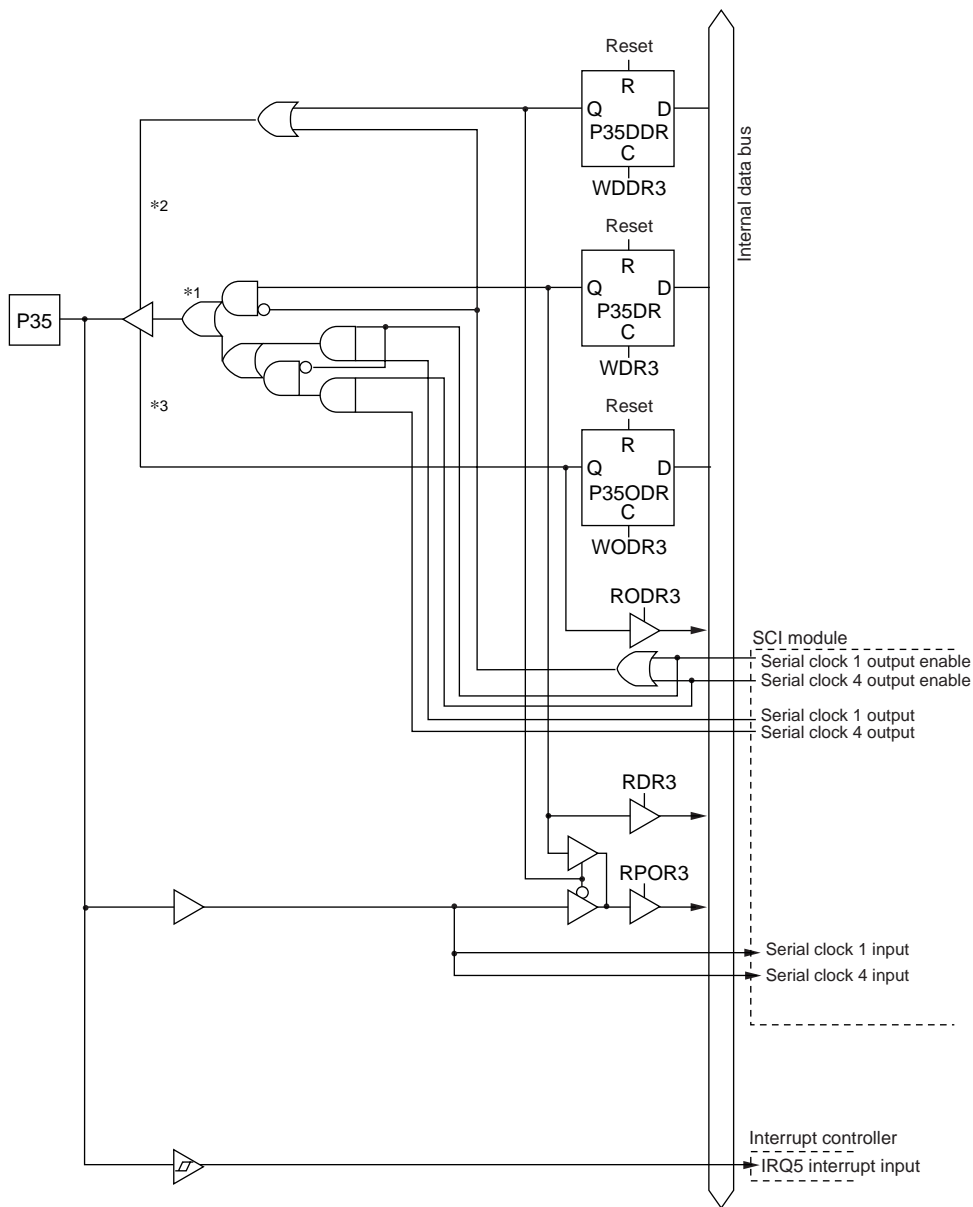 Reset
R
Q D
P35DDR
C
WDDR3
Internal data bus
*2
Reset
R
Q D
P35DR
C
WDR3
*1
P35
*3
Reset
R
Q D
P35ODR
C
WODR3
RODR3
SCI module
Serial clock 1 output enable
Serial clock 4 output enable
Serial clock 1 output
Serial clock 4 output
RDR3
RPOR3
Serial clock 1 input
Serial clock 4 input
Interrupt controller
IRQ5 interrupt input